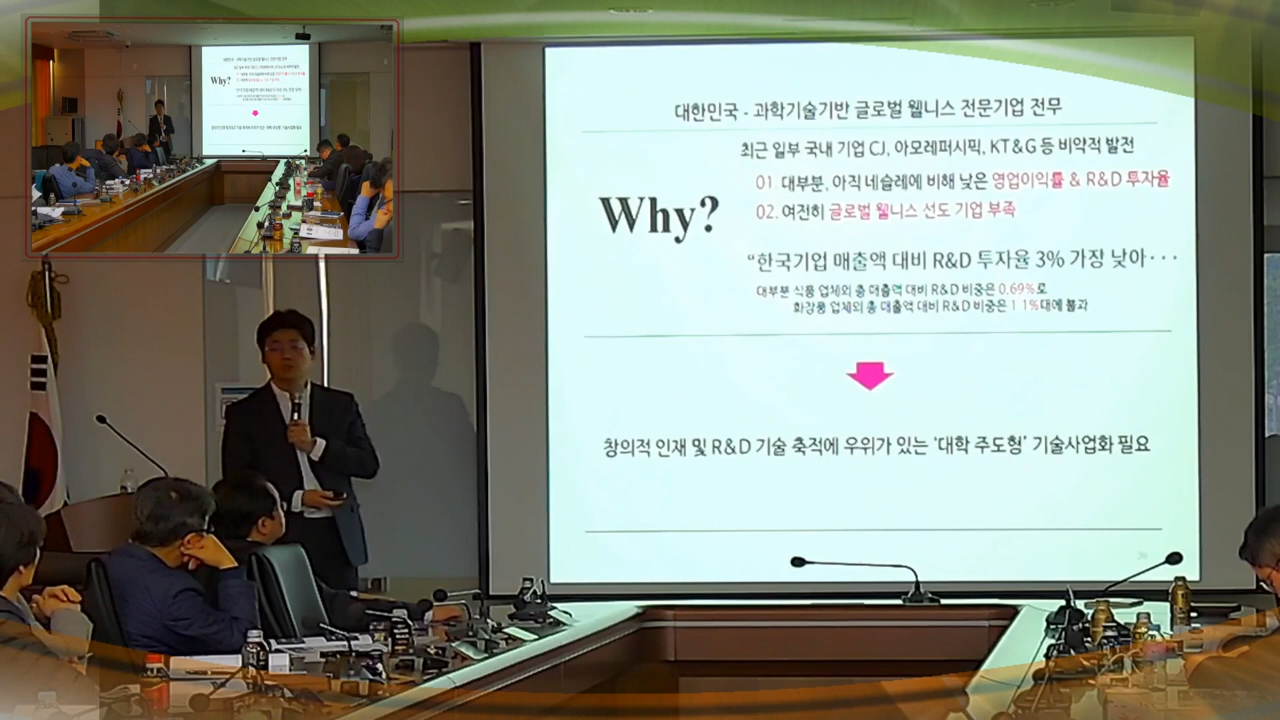 대한민국 - 과학기술기반 글로벌 웰니스 전문기업 전무
최근 일부 국내 기업 CJ, 아모레퍼시픽, KT&G 등 비약적 발전
Why?
01. 대부분, 아직 네슬레에 비해 낮은 영업이익률 & R&D 투자율
02. 여전히 글로벌 웰니스 선도 기업 부족
“한국기업 매출액 대비 R&D 투자율 3% 가장 낮아···
대부분 식품 업체의 총 매출액 대비 R&D 비중은 0.69%로
화장품 업체의 총 매출액 대비 R&D 비중은 1.1%대에 불과
창의적 인재 및 R&D 기술 축적에 우위가 있는 ‘대학 주도형’ 기술사업화 필요